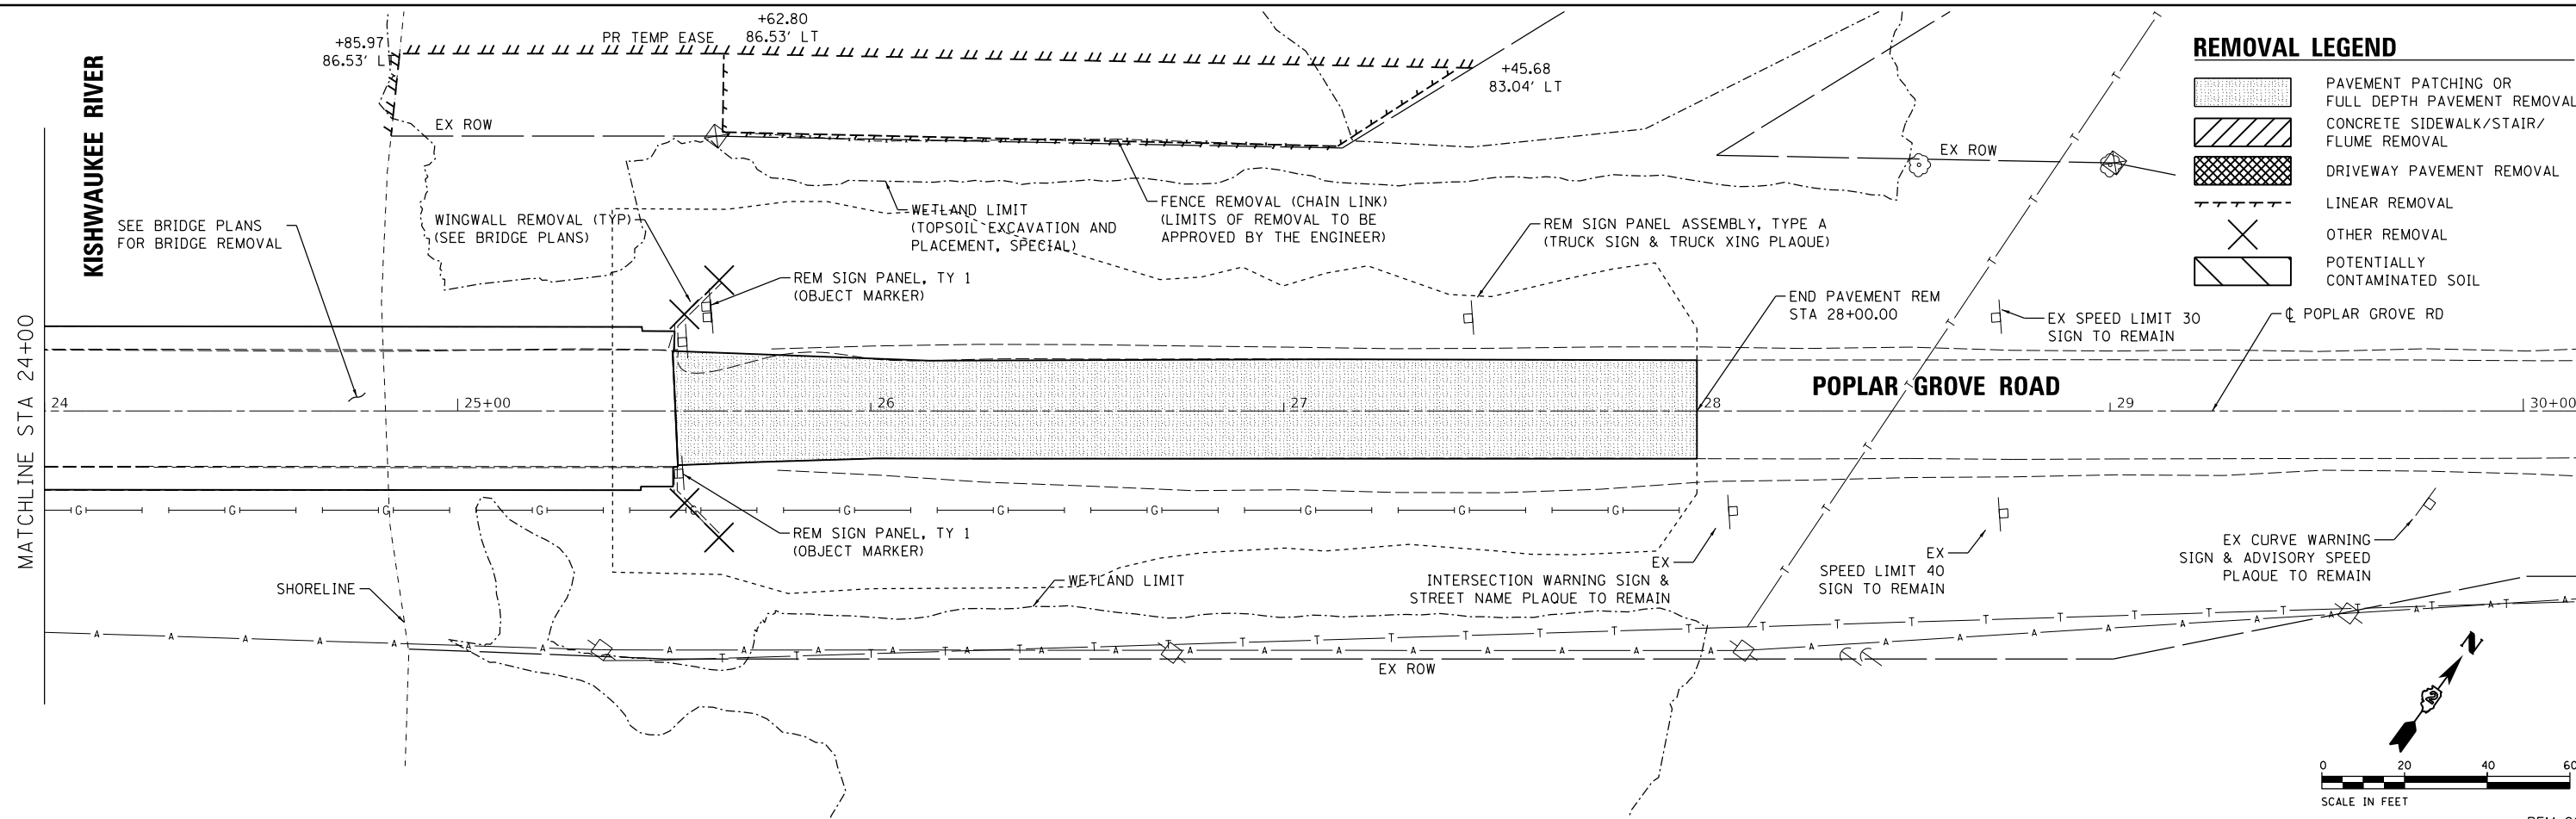 +62.80
86.53' LT
PR TEMP EASE
+85.97
86.53' L
KISHWAUKEE RIVER
EX ROW
+45.68
83.04' LT
REMOVAL LEGEND
PAVEMENT PATCHING OR
FULL DEPTH PAVEMENT REMOVAL
CONCRETE SIDEWALK/STAIR/
FLUME REMOVAL
DRIVEWAY PAVEMENT REMOVAL
LINEAR REMOVAL
OTHER REMOVAL
POTENTIALLY
CONTAMINATED SOIL
EX ROW
SEE BRIDGE PLANS
FOR BRIDGE REMOVAL
WINGWALL REMOVAL (TYP)
(SEE BRIDGE PLANS)
WETLAND LIMIT
(TOPSOIL EXCAVATION AND
PLACEMENT, SPECIAL)
FENCE REMOVAL (CHAIN LINK)
(LIMITS OF REMOVAL TO BE
APPROVED BY THE ENGINEER)
REM SIGN PANEL ASSEMBLY, TYPE A
(TRUCK SIGN & TRUCK XING PLAQUE)
REM SIGN PANEL, TY 1
(OBJECT MARKER)
END PAVEMENT REM
STA 28+00.00
EX SPEED LIMIT 30
SIGN TO REMAIN
℄ POPLAR GROVE RD
MATCHLINE STA 24+00
POPLAR GROVE ROAD
24
25+00
26
27
28
29
30+00
G G G G G G G G G G G
REM SIGN PANEL, TY 1
(OBJECT MARKER)
SHORELINE
WETLAND LIMIT
EX
INTERSECTION WARNING SIGN &
STREET NAME PLAQUE TO REMAIN
EX
SPEED LIMIT 40
SIGN TO REMAIN
EX CURVE WARNING
SIGN & ADVISORY SPEED
PLAQUE TO REMAIN
EX ROW
N
2
0 20 40 60
SCALE IN FEET